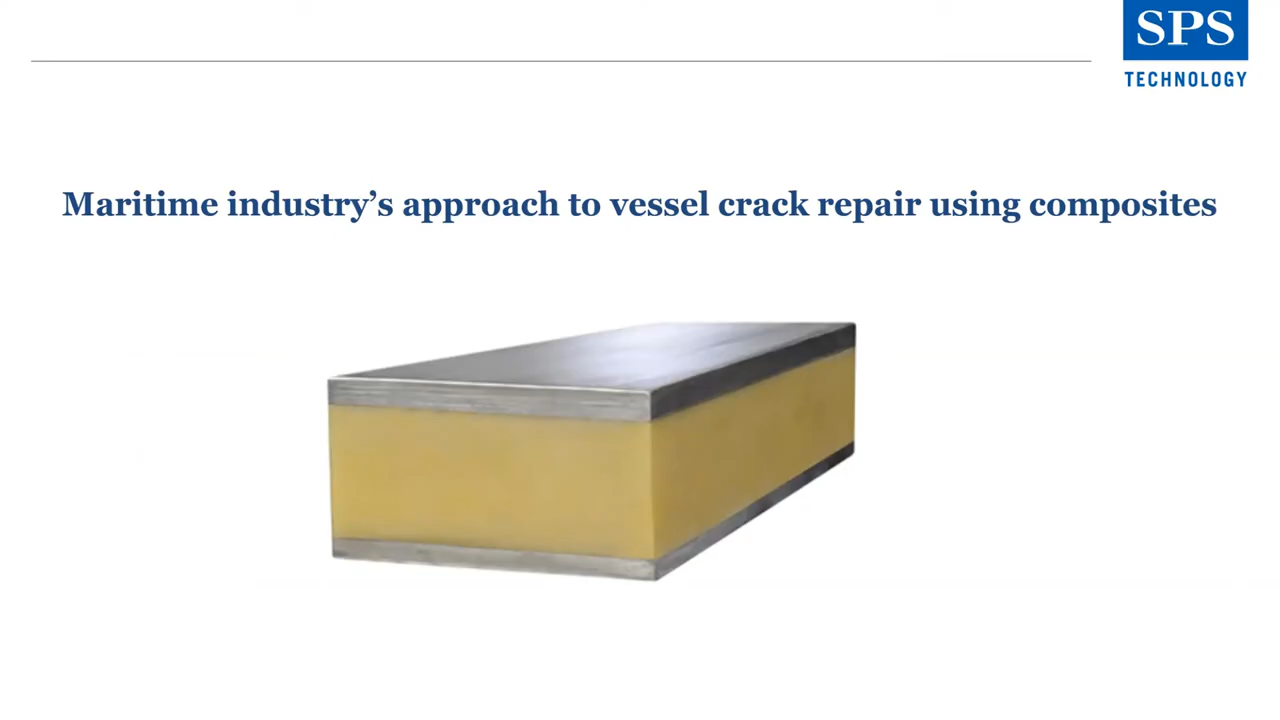 SPS
TECHNOLOGY
Maritime industry’s approach to vessel crack repair using composites